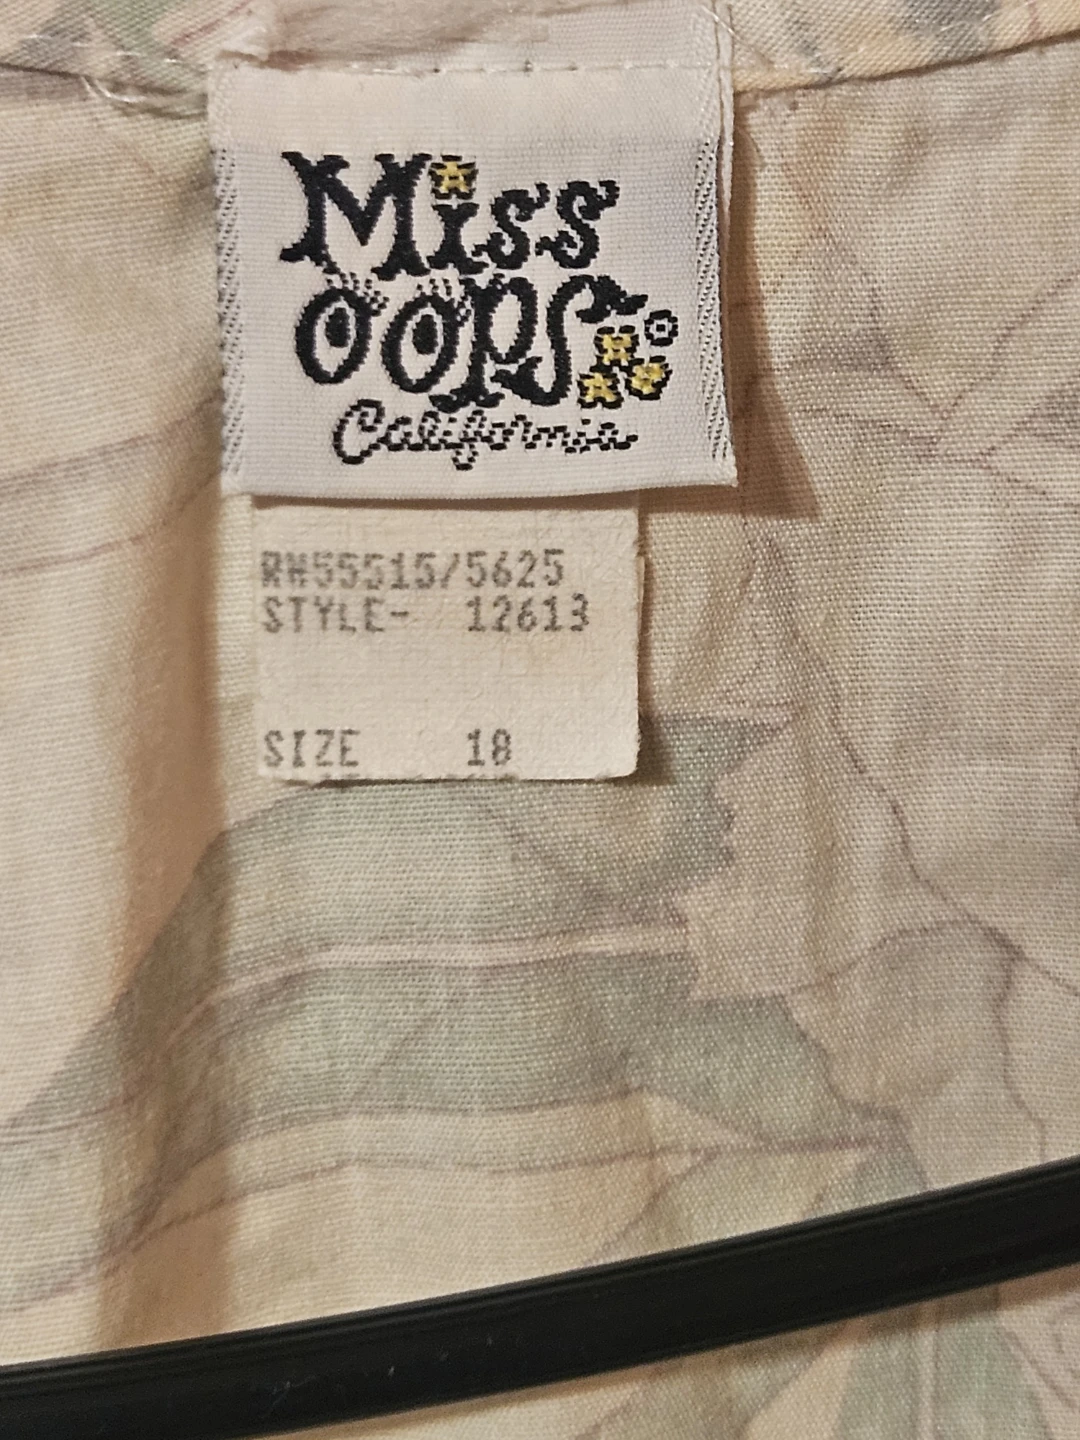 Miss
OOPS
®
California
RN55515/5625
STYLE- 12613
SIZE 18